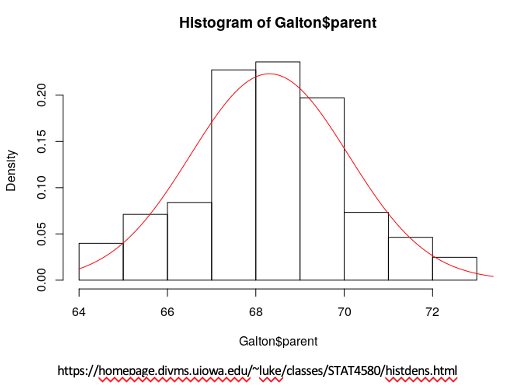 Histogram of Galton$parent
Density
0.20
0.15
0.10
0.05
0.00
64 66 68 70 72
Galton$parent
https://homepage.divms.uiowa.edu/~luke/classes/STAT4580/histdens.html